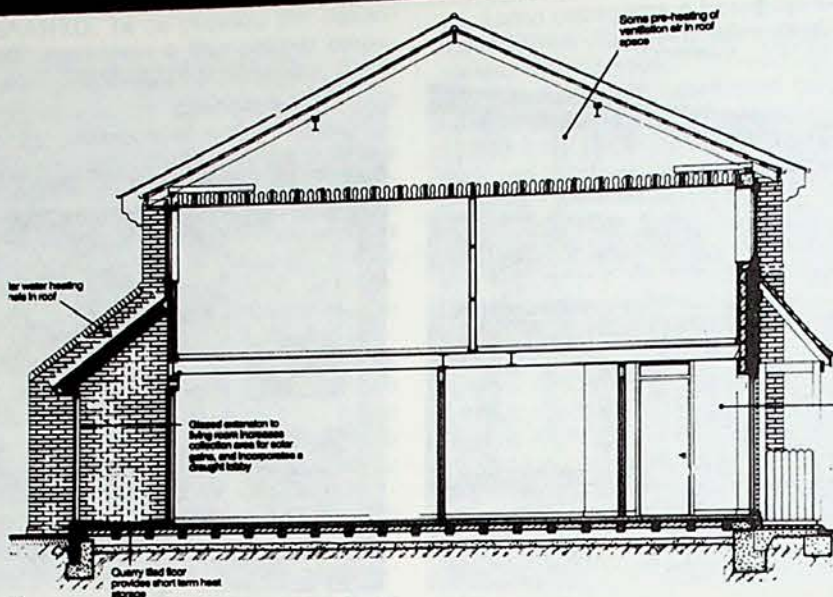 Some pre-heating of
ventilation air in roof
space
lar water heating
nels in roof
Glazed extension to
living room increases
collection area for solar
gains, and incorporates a
draught lobby
Quarry tiled floor
provides short term heat
storage